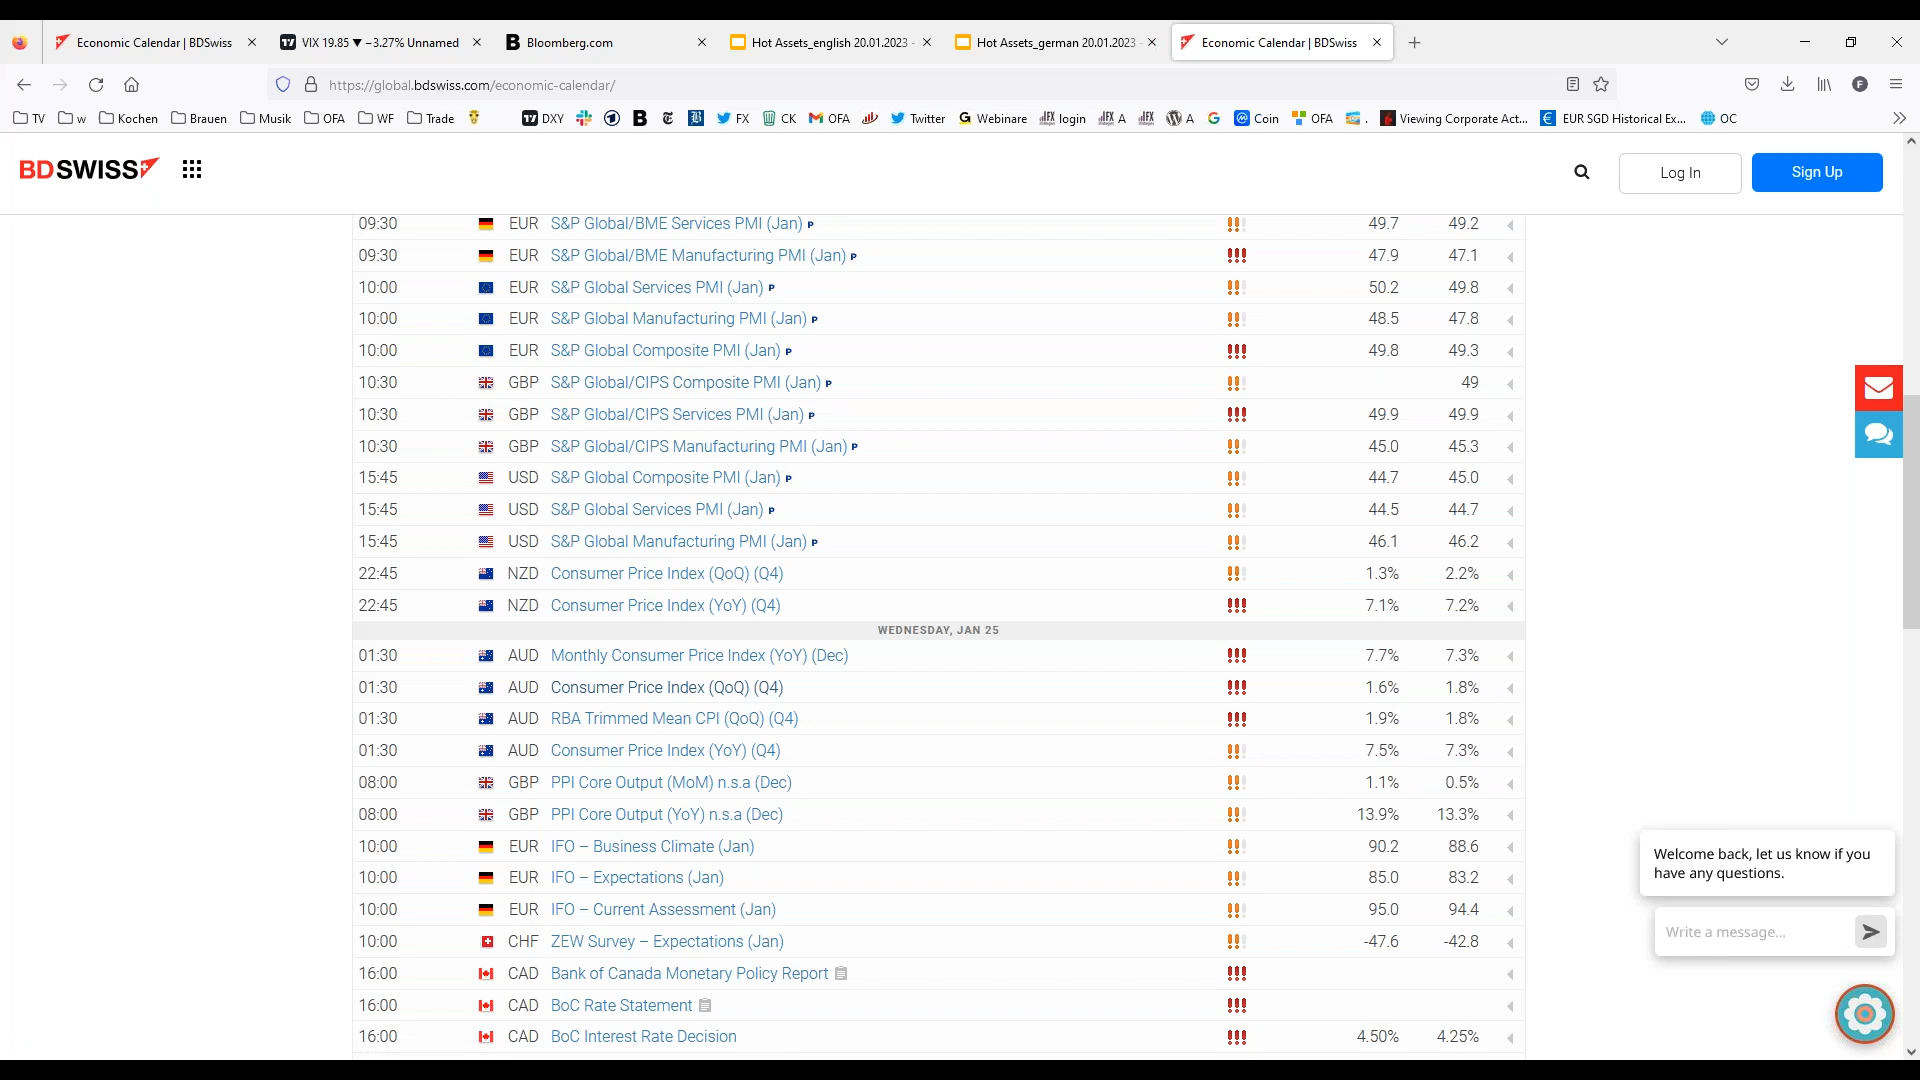 Economic Calendar | BDSwiss
VIX 19.85 ▼ −3.27% Unnamed
Bloomberg.com
Hot Assets_english 20.01.2023 -
Hot Assets_german 20.01.2023 -
Economic Calendar | BDSwiss
https://global.bdswiss.com/economic-calendar/
TV w Kochen Brauen Musik OFA WF Trade DXY FX CK OFA Twitter Webinare login A A Coin OFA . Viewing Corporate Act... EUR SGD Historical Ex... OC
BDSWISS
Log In
Sign Up
09:30 EUR S&P Global/BME Services PMI (Jan) P 49.7 49.2
09:30 EUR S&P Global/BME Manufacturing PMI (Jan) P 47.9 47.1
10:00 EUR S&P Global Services PMI (Jan) P 50.2 49.8
10:00 EUR S&P Global Manufacturing PMI (Jan) P 48.5 47.8
10:00 EUR S&P Global Composite PMI (Jan) P 49.8 49.3
10:30 GBP S&P Global/CIPS Composite PMI (Jan) P 49
10:30 GBP S&P Global/CIPS Services PMI (Jan) P 49.9 49.9
10:30 GBP S&P Global/CIPS Manufacturing PMI (Jan) P 45.0 45.3
15:45 USD S&P Global Composite PMI (Jan) P 44.7 45.0
15:45 USD S&P Global Services PMI (Jan) P 44.5 44.7
15:45 USD S&P Global Manufacturing PMI (Jan) P 46.1 46.2
22:45 NZD Consumer Price Index (QoQ) (Q4) 1.3% 2.2%
22:45 NZD Consumer Price Index (YoY) (Q4) 7.1% 7.2%
WEDNESDAY, JAN 25
01:30 AUD Monthly Consumer Price Index (YoY) (Dec) 7.7% 7.3%
01:30 AUD Consumer Price Index (QoQ) (Q4) 1.6% 1.8%
01:30 AUD RBA Trimmed Mean CPI (QoQ) (Q4) 1.9% 1.8%
01:30 AUD Consumer Price Index (YoY) (Q4) 7.5% 7.3%
08:00 GBP PPI Core Output (MoM) n.s.a (Dec) 1.1% 0.5%
08:00 GBP PPI Core Output (YoY) n.s.a (Dec) 13.9% 13.3%
10:00 EUR IFO – Business Climate (Jan) 90.2 88.6
10:00 EUR IFO – Expectations (Jan) 85.0 83.2
10:00 EUR IFO – Current Assessment (Jan) 95.0 94.4
10:00 CHF ZEW Survey – Expectations (Jan) -47.6 -42.8
16:00 CAD Bank of Canada Monetary Policy Report
16:00 CAD BoC Rate Statement
16:00 CAD BoC Interest Rate Decision 4.50% 4.25%
Welcome back, let us know if you
have any questions.
Write a message...